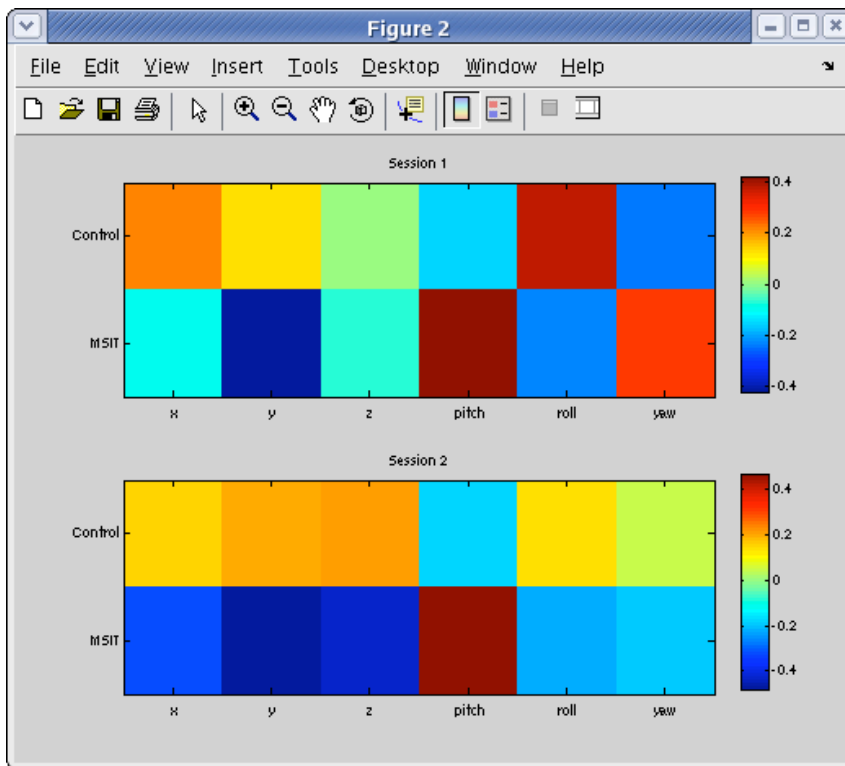 Figure 2
File Edit View Insert Tools Desktop Window Help
Session 1
Control
MSIT
x y z pitch roll yaw
0.4
0.2
0
-0.2
-0.4
Session 2
Control
MSIT
x y z pitch roll yaw
0.4
0.2
0
-0.2
-0.4